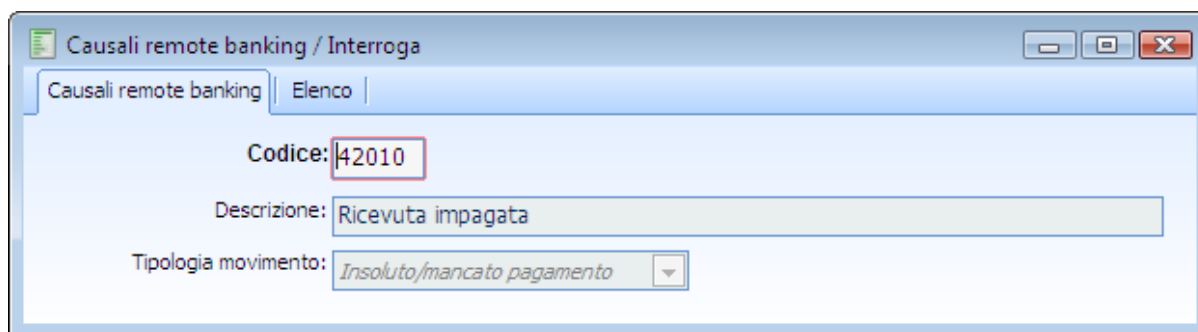 Causali remote banking / Interroga
Causali remote banking Elenco
Codice: 42010
Descrizione: Ricevuta impagata
Tipologia movimento: Insoluto/mancato pagamento